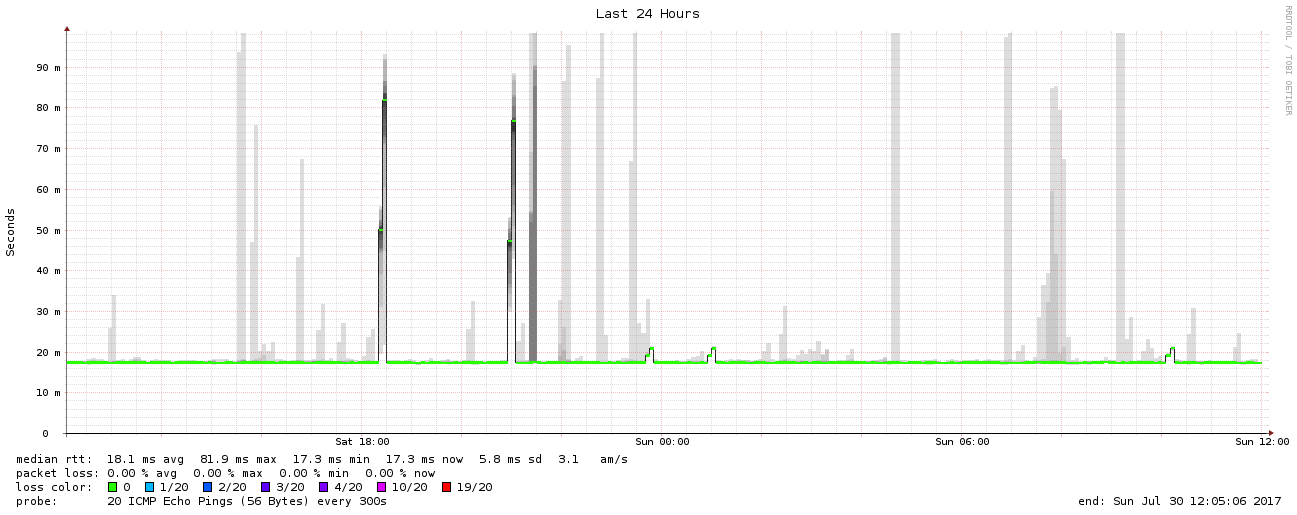 Last 24 Hours
RRDTOOL / TOBI OETIKER
Seconds
90 m
80 m
70 m
60 m
50 m
40 m
30 m
20 m
10 m
0
Sat 18:00 Sun 00:00 Sun 06:00 Sun 12:00
median rtt: 18.1 ms avg 81.9 ms max 17.3 ms min 17.3 ms now 5.8 ms sd 3.1 am/s
packet loss: 0.00 % avg 0.00 % max 0.00 % min 0.00 % now
loss color: 0 1/20 2/20 3/20 4/20 10/20 19/20
probe: 20 ICMP Echo Pings (56 Bytes) every 300s end: Sun Jul 30 12:05:06 2017